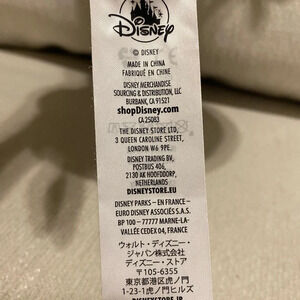 Disney
© DISNEY
MADE IN CHINA
FABRIQUÉ EN CHINE
DISNEY MERCHANDISE
SOURCING & DISTRIBUTION, LLC
BURBANK, CA 91521
shopDisney.com
CA 25083
THE DISNEY STORE LTD,
3 QUEEN CAROLINE STREET,
LONDON W6 9PE.
DISNEY TRADING BV,
POSTBUS 406,
2130 AK HOOFDDORP,
NETHERLANDS
DISNEYSTORE.EU
DISNEY PARKS – EN FRANCE –
EURO DISNEY ASSOCIÉS S.A.S.
BP 100 – 77777 MARNE-LA-
VALLÉE CEDEX 04, FRANCE
ウォルト・ディズニー・
ジャパン株式会社
ディズニー・ストア
〒105-6355
東京都港区虎ノ門
1-23-1虎ノ門ヒルズ
DISNEYSTORE.JP